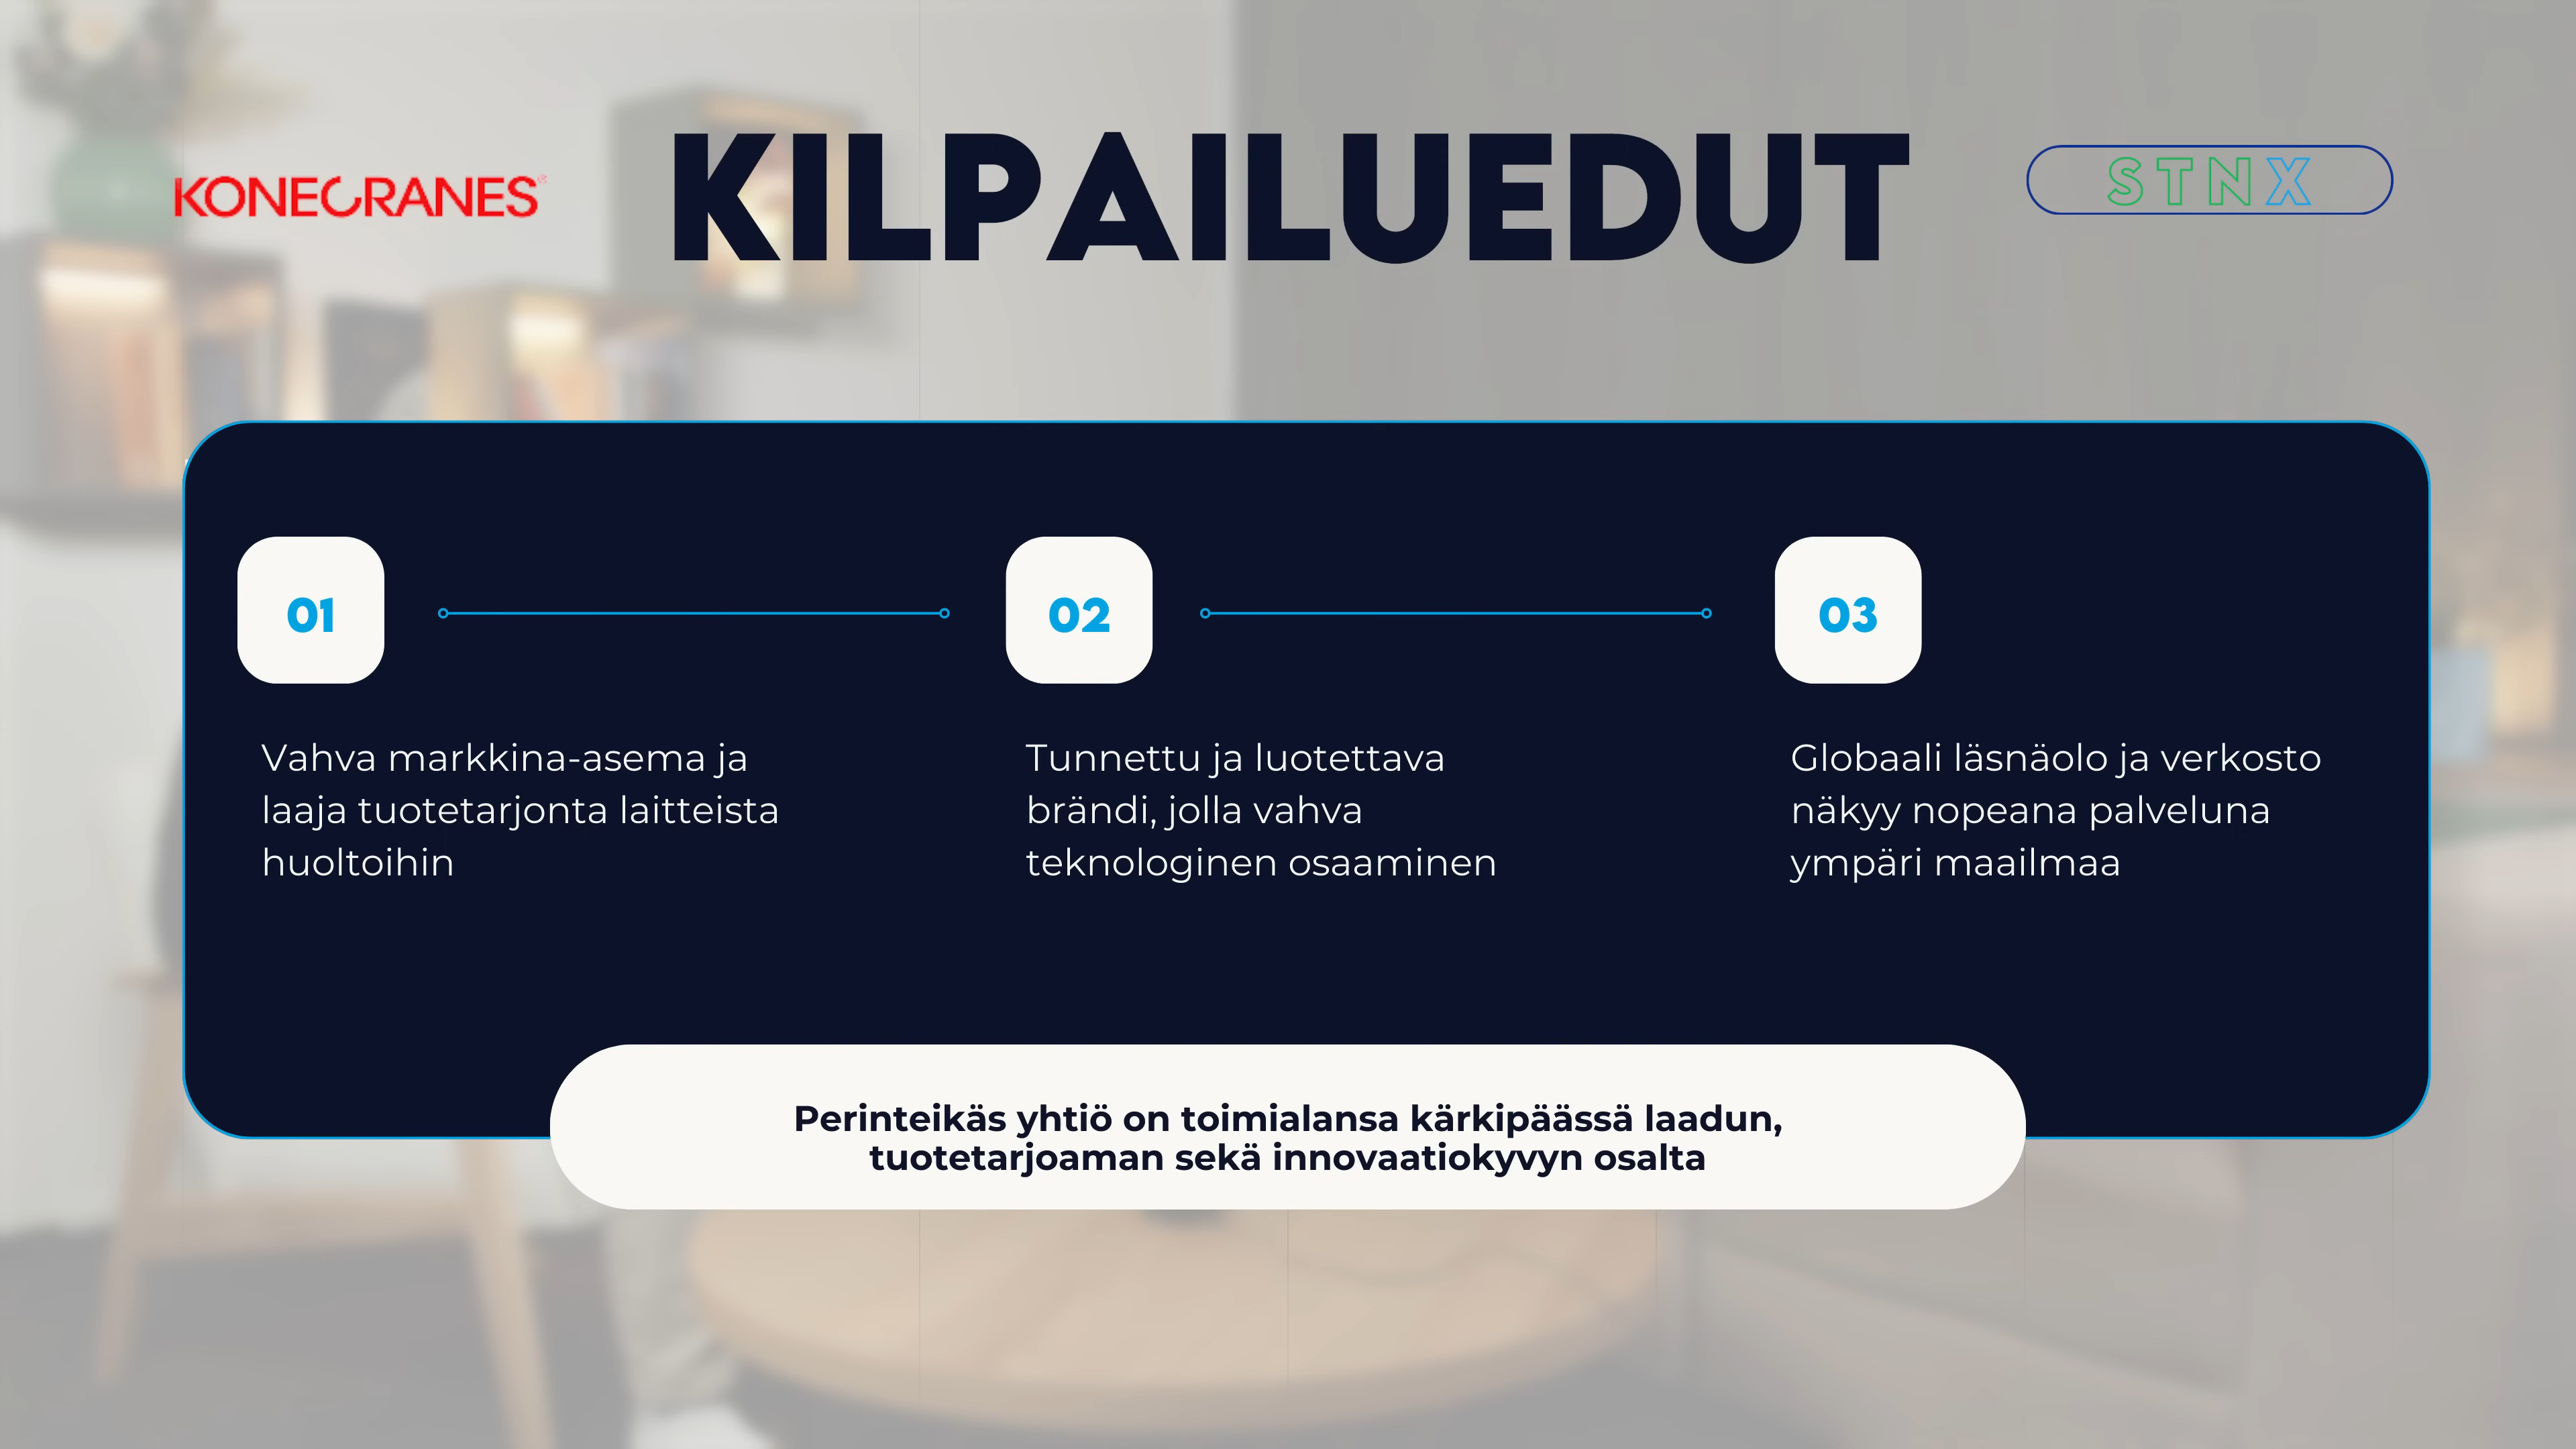 KONECRANES®
KILPAILUEDUT
STNX
01
02
03
Vahva markkina-asema ja
laaja tuotetarjonta laitteista
huoltoihin
Tunnettu ja luotettava
brändi, jolla vahva
teknologinen osaaminen
Globaali läsnäolo ja verkosto
näkyy nopeana palveluna
ympäri maailmaa
Perinteikäs yhtiö on toimialansa kärkipäässä laadun,
tuotetarjoaman sekä innovaatiokyvyn osalta